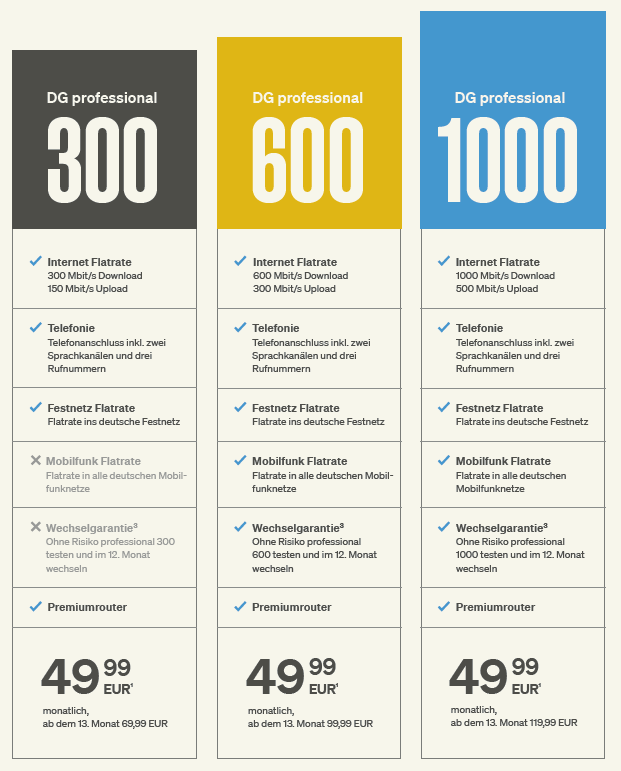 DG professional
300
Internet Flatrate
300 Mbit/s Download
150 Mbit/s Upload
Telefonie
Telefonanschluss inkl. zwei
Sprachkanälen und drei
Rufnummern
Festnetz Flatrate
Flatrate ins deutsche Festnetz
Mobilfunk Flatrate
Flatrate in alle deutschen Mobil-
funknetze
Wechselgarantie³
Ohne Risiko professional 300
testen und im 12. Monat
wechseln
Premiumrouter
49 99
EUR¹
monatlich,
ab dem 13. Monat 69,99 EUR
DG professional
600
Internet Flatrate
600 Mbit/s Download
300 Mbit/s Upload
Telefonie
Telefonanschluss inkl. zwei
Sprachkanälen und drei
Rufnummern
Festnetz Flatrate
Flatrate ins deutsche Festnetz
Mobilfunk Flatrate
Flatrate in alle deutschen Mobil-
funknetze
Wechselgarantie³
Ohne Risiko professional
600 testen und im 12. Monat
wechseln
Premiumrouter
49 99
EUR¹
monatlich,
ab dem 13. Monat 99,99 EUR
DG professional
1000
Internet Flatrate
1000 Mbit/s Download
500 Mbit/s Upload
Telefonie
Telefonanschluss inkl. zwei
Sprachkanälen und drei
Rufnummern
Festnetz Flatrate
Flatrate ins deutsche Festnetz
Mobilfunk Flatrate
Flatrate in alle deutschen
Mobilfunknetze
Wechselgarantie³
Ohne Risiko professional
1000 testen und im 12. Monat
wechseln
Premiumrouter
49 99
EUR¹
monatlich,
ab dem 13. Monat 119,99 EUR